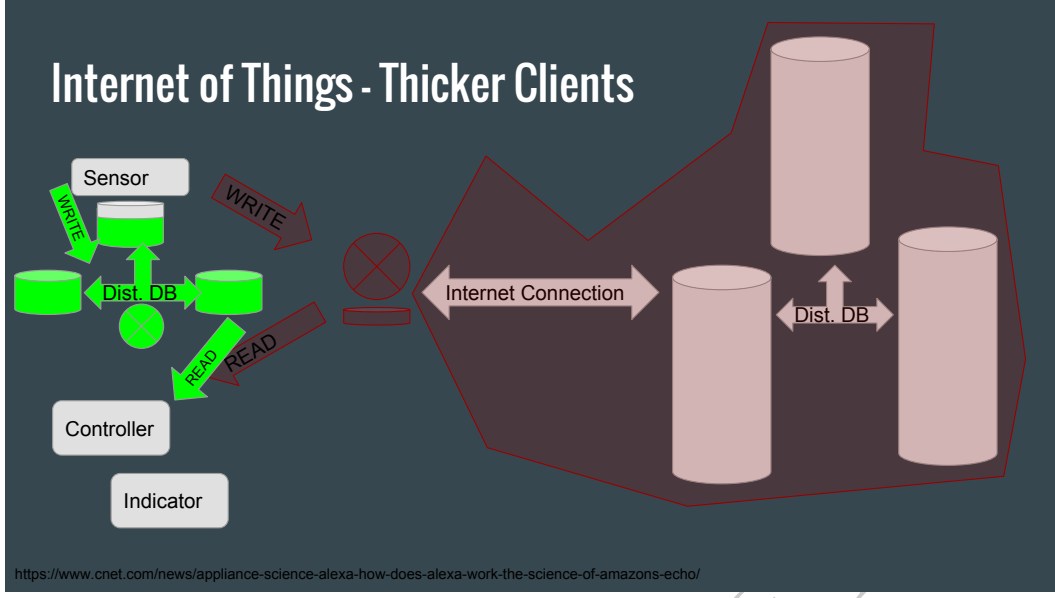 Internet of Things - Thicker Clients
Sensor
WRITE
WRITE
Dist. DB
READ
READ
Controller
Indicator
Internet Connection
Dist. DB
https://www.cnet.com/news/appliance-science-alexa-how-does-alexa-work-the-science-of-amazons-echo/